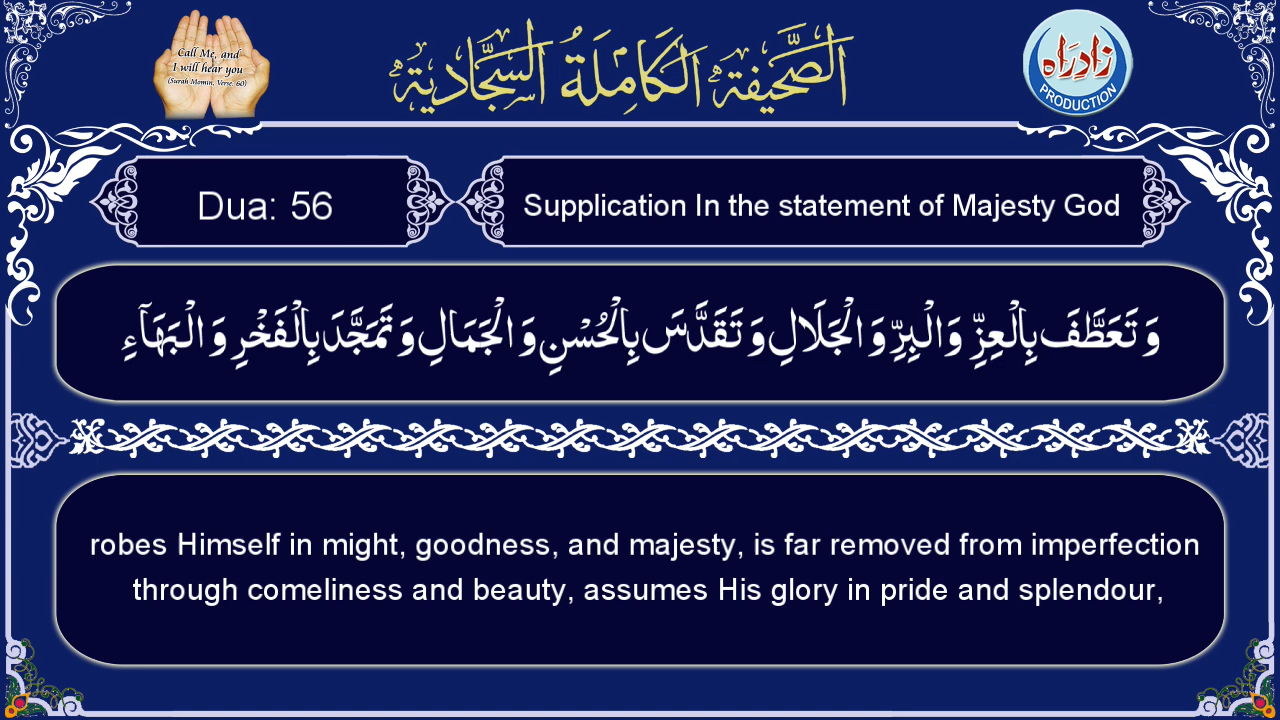 Call Me, and
I will hear you
(Surah Momin, Verse, 60)
الصَّحِيفَةُ الكَامِلَةُ السَّجَّادِيَةُ
زادِرَاه
PRODUCTION
Dua: 56
Supplication In the statement of Majesty God
وَ تَعَطَّفَ بِالْعِزِّ وَ الْبِرِّ وَ الْجَلَالِ وَ تَقَدَّسَ بِالْحُسْنِ وَ الْجَمَالِ وَ تَمَجَّدَ بِالْفَخْرِ وَ الْبَهَآءِ
robes Himself in might, goodness, and majesty, is far removed from imperfection
through comeliness and beauty, assumes His glory in pride and splendour,